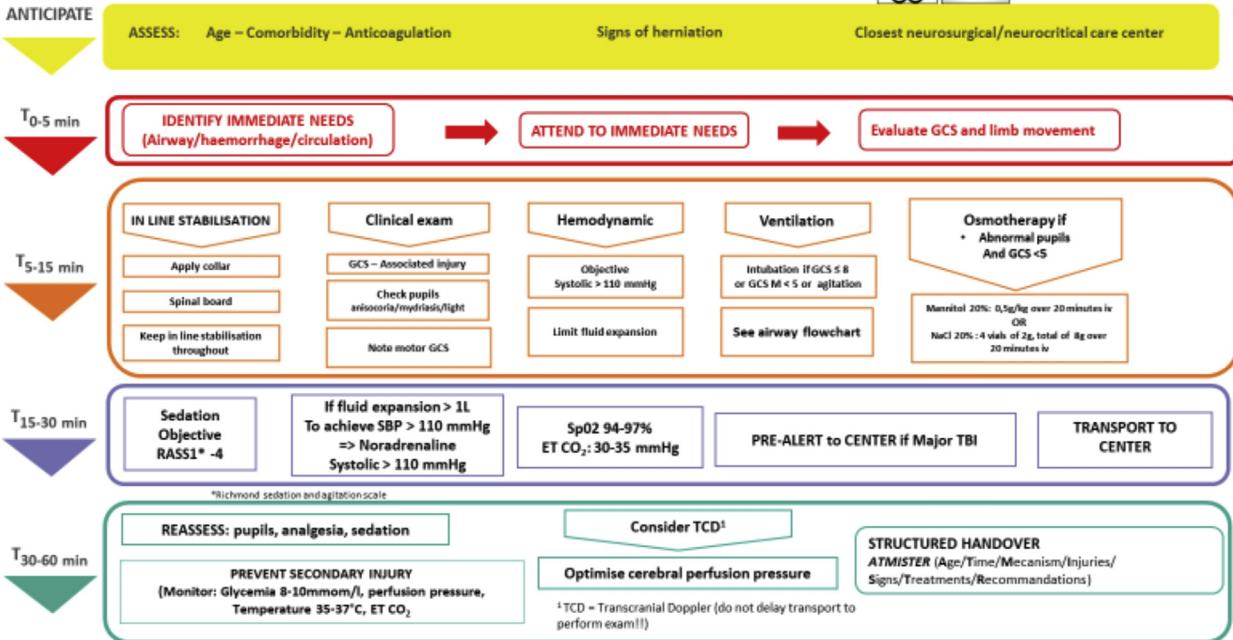 ANTICIPATE
ASSESS: Age – Comorbidity – Anticoagulation
Signs of herniation
Closest neurosurgical/neurocritical care center
T0-5 min
IDENTIFY IMMEDIATE NEEDS
(Airway/haemorrhage/circulation)
ATTEND TO IMMEDIATE NEEDS
Evaluate GCS and limb movement
T5-15 min
IN LINE STABILISATION
Apply collar
Spinal board
Keep in line stabilisation
throughout
Clinical exam
GCS – Associated injury
Check pupils
anisocoria/mydriasis/light
Note motor GCS
Hemodynamic
Objective
Systolic > 110 mmHg
Limit fluid expansion
Ventilation
Intubation if GCS ≤ 8
or GCS M < 5 or agitation
See airway flowchart
Osmotherapy if
• Abnormal pupils
And GCS <5
Mannitol 20%: 0,5g/kg over 20 minutes iv
OR
NaCl 20% : 4 vials of 2g, total of 8g over
20 minutes iv
T15-30 min
Sedation
Objective
RASS1* -4
If fluid expansion > 1L
To achieve SBP > 110 mmHg
=> Noradrenaline
Systolic > 110 mmHg
Sp02 94-97%
ET CO2: 30-35 mmHg
PRE-ALERT to CENTER if Major TBI
TRANSPORT TO
CENTER
*Richmond sedation and agitation scale
T30-60 min
REASSESS: pupils, analgesia, sedation
PREVENT SECONDARY INJURY
(Monitor: Glycemia 8-10mmom/l, perfusion pressure,
Temperature 35-37°C, ET CO2
Consider TCD1
Optimise cerebral perfusion pressure
1 TCD = Transcranial Doppler (do not delay transport to
perform exam!!)
STRUCTURED HANDOVER
ATMISTER (Age/Time/Mecanism/Injuries/
Signs/Treatments/Recommandations)